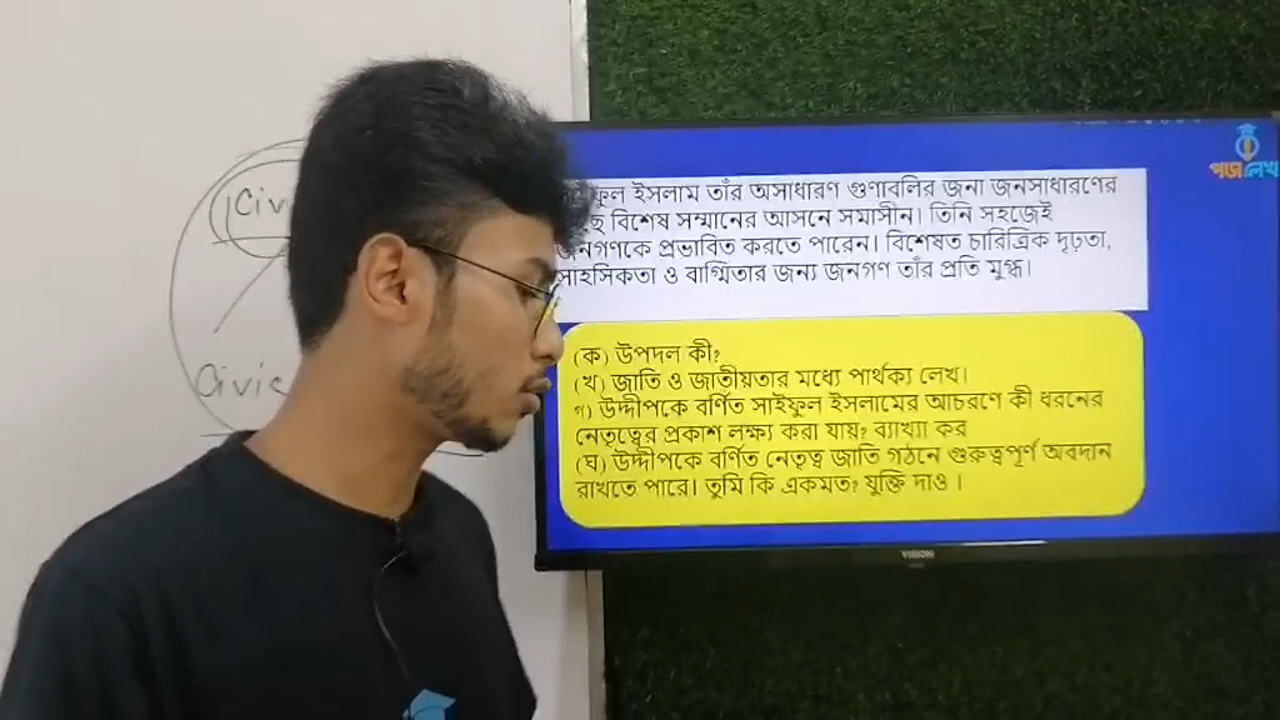 Civ
Civic
পড়ালেখা
ইসলাম তাঁর অসাধারণ গুণাবলির জন্য জনসাধারণের
বিশেষ সম্মানের আসনে সমাসীন। তিনি সহজেই
জনগণকে প্রভাবিত করতে পারেন। বিশেষত চারিত্রিক দৃঢ়তা,
সাহসিকতা ও বাগ্মিতার জন্য জনগণ তাঁর প্রতি মুগ্ধ।
(ক) উপদল কী?
(খ) জাতি ও জাতীয়তার মধ্যে পার্থক্য লেখ।
গ) উদ্দীপকে বর্ণিত সাইফুল ইসলামের আচরণে কী ধরনের
নেতৃত্বের প্রকাশ লক্ষ্য করা যায়? ব্যাখ্যা কর
(ঘ) উদ্দীপকে বর্ণিত নেতৃত্ব জাতি গঠনে গুরুত্বপূর্ণ অবদান
রাখতে পারে। তুমি কি একমত? যুক্তি দাও ।
VISION